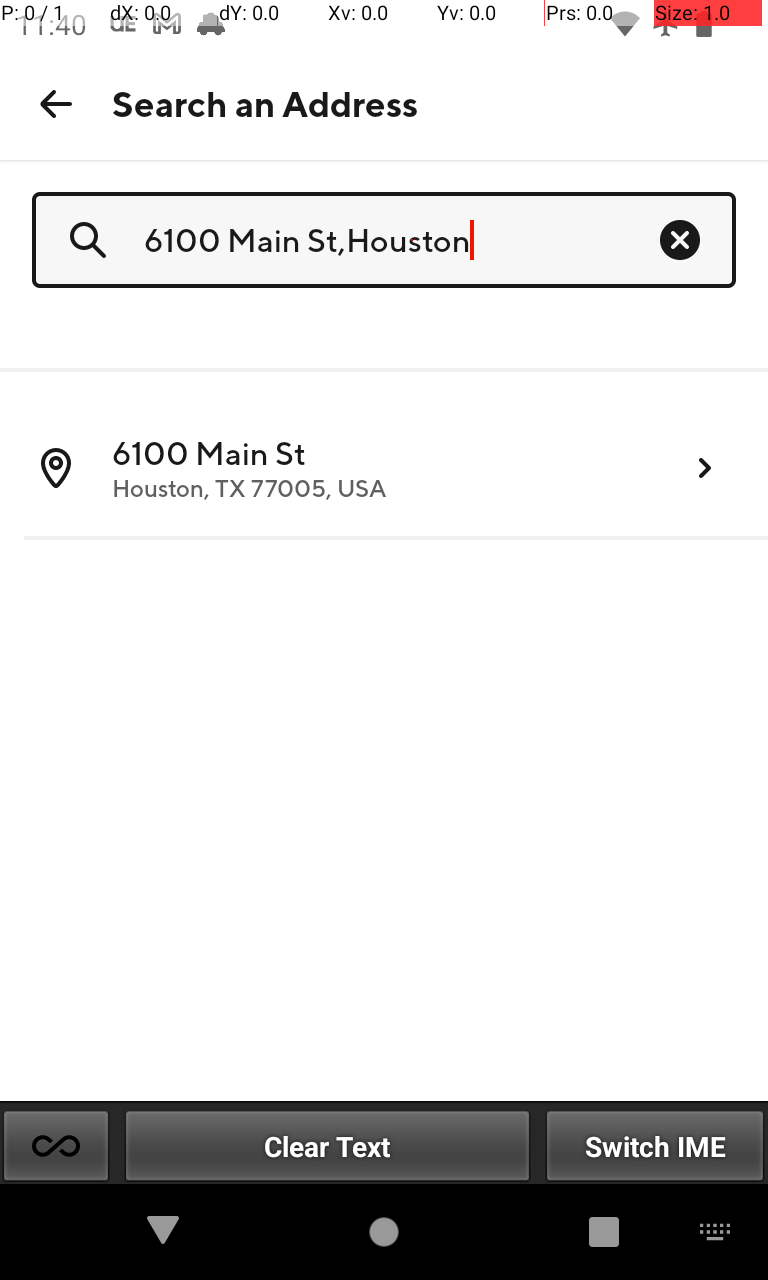 P: 0 / 1 dX: 0.0 dY: 0.0 Xv: 0.0 Yv: 0.0 Prs: 0.0 Size: 1.0
11:40 UE M
Search an Address
6100 Main St,Houston
6100 Main St
Houston, TX 77005, USA
Clear Text Switch IME